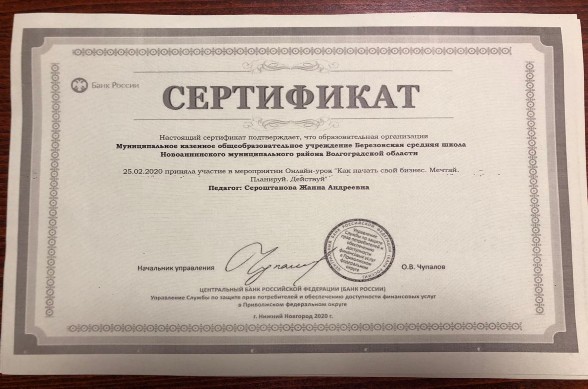 Банк России
СЕРТИФИКАТ
Настоящий сертификат подтверждает, что образовательная организация
Муниципальное казенное общеобразовательное учреждение Березовская средняя школа
Новоаннинского муниципального района Волгоградской области
25.02.2020 приняла участие в мероприятии Онлайн-урок "Как начать свой бизнес. Мечтай.
Планируй. Действуй"
Педагог: Сероштанова Жанна Андреевна
Начальник управления
О.В. Чупалов
ЦЕНТРАЛЬНЫЙ БАНК РОССИЙСКОЙ ФЕДЕРАЦИИ (БАНК РОССИИ)
Управление Службы по защите прав потребителей и обеспечению доступности финансовых услуг
в Приволжском федеральном округе
г. Нижний Новгород 2020 г.